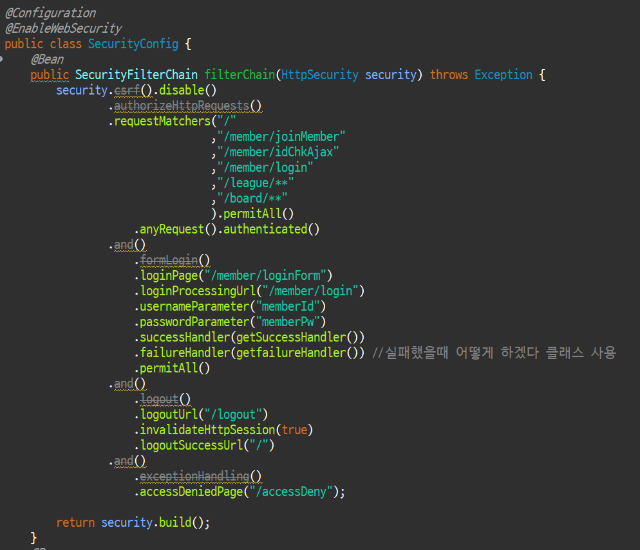 @Configuration
@EnableWebSecurity
public class SecurityConfig {
@Bean
public SecurityFilterChain filterChain(HttpSecurity security) throws Exception {
security.csrf().disable()
.authorizeHttpRequests()
.requestMatchers("/"
,"/member/joinMember"
,"/member/idChkAjax"
,"/member/login"
,"/league/**"
,"/board/**"
).permitAll()
.anyRequest().authenticated()
.and()
.formLogin()
.loginPage("/member/loginForm")
.loginProcessingUrl("/member/login")
.usernameParameter("memberId")
.passwordParameter("memberPw")
.successHandler(getSuccessHandler())
.failureHandler(getfailureHandler()) //실패했을때 어떻게 하겠다 클래스 사용
.permitAll()
.and()
.logout()
.logoutUrl("/logout")
.invalidateHttpSession(true)
.logoutSuccessUrl("/")
.and()
.exceptionHandling()
.accessDeniedPage("/accessDeny");
return security.build();
}